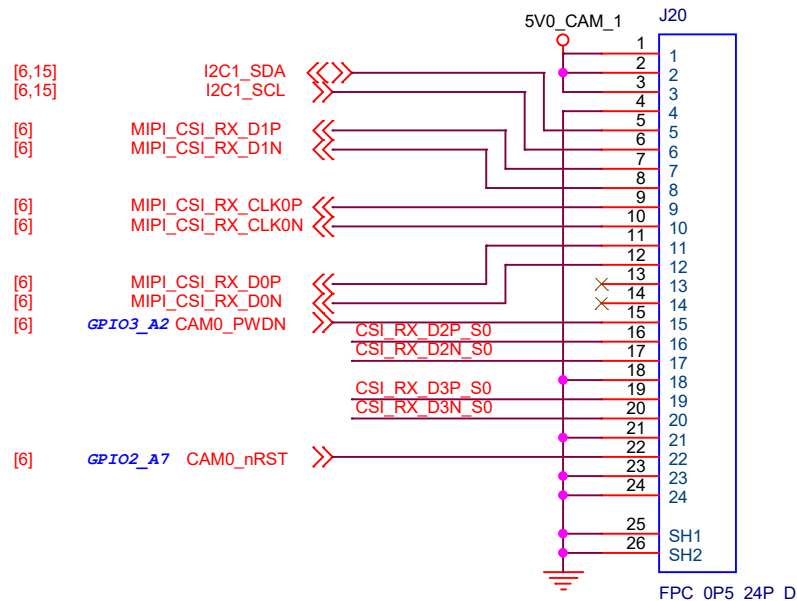 5V0_CAM_1 J20
1 1
[6,15] I2C1_SDA 2 2
[6,15] I2C1_SCL 3 3
4 4
[6] MIPI_CSI_RX_D1P 5 5
[6] MIPI_CSI_RX_D1N 6 6
7 7
8 8
[6] MIPI_CSI_RX_CLK0P 9 9
[6] MIPI_CSI_RX_CLK0N 10 10
11 11
12 12
[6] MIPI_CSI_RX_D0P 13 13
[6] MIPI_CSI_RX_D0N 14 14
[6] GPIO3_A2 CAM0_PWDN 15 15
CSI_RX_D2P_S0 16 16
CSI_RX_D2N_S0 17 17
18 18
CSI_RX_D3P_S0 19 19
CSI_RX_D3N_S0 20 20
21 21
[6] GPIO2_A7 CAM0_nRST 22 22
23 23
24 24
25 SH1
26 SH2
FPC_0P5_24P_D